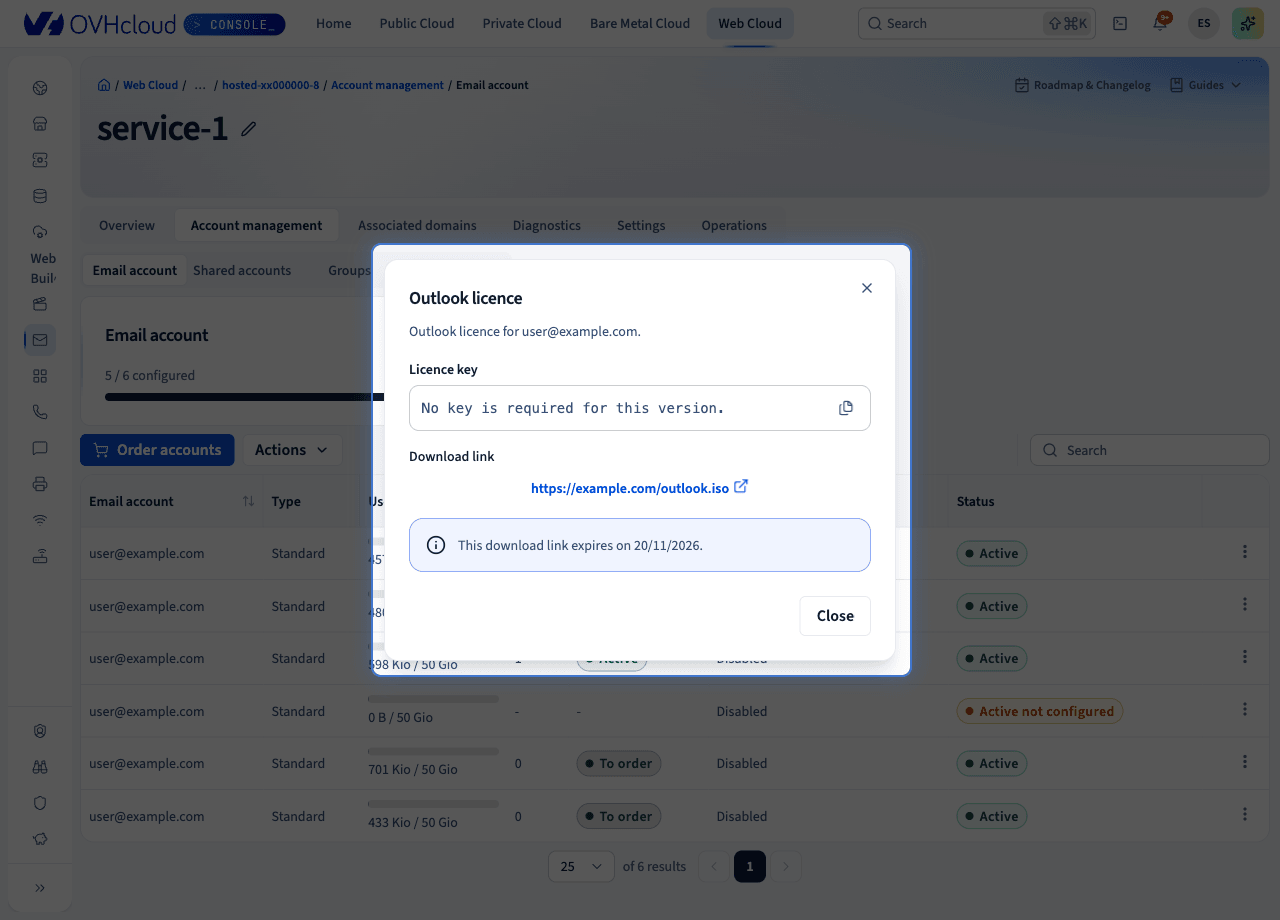 OVHcloud > CONSOLE_ Home Public Cloud Private Cloud Bare Metal Cloud Web Cloud Search ⇧⌘K 9+ ES
/ Web Cloud / ... / hosted-xx000000-8 / Account management / Email account Roadmap & Changelog Guides
service-1
Overview Account management Associated domains Diagnostics Settings Operations
Web
Email account Shared accounts Groups
Outlook licence
Outlook licence for user@example.com.
Licence key
No key is required for this version.
Download link
https://example.com/outlook.iso
This download link expires on 20/11/2026.
Close
Email account
5 / 6 configured
Order accounts Actions Search
Email account Type Status
user@example.com Standard Active
user@example.com Standard Active
user@example.com Standard 598 Kio / 50 Gio Active Disabled Active
user@example.com Standard 0 B / 50 Gio - - Disabled Active not configured
user@example.com Standard 701 Kio / 50 Gio 0 To order Disabled Active
user@example.com Standard 433 Kio / 50 Gio 0 To order Disabled Active
25 of 6 results 1